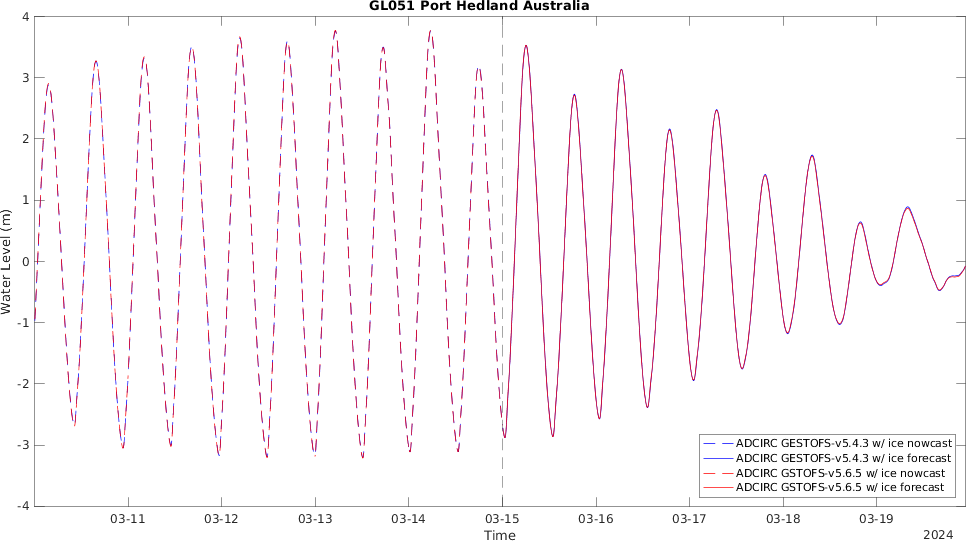 GL051 Port Hedland Australia
4
3
2
1
0
-1
-2
-3
-4
Water Level (m)
03-11 03-12 03-13 03-14 03-15 03-16 03-17 03-18 03-19
Time
2024
ADCIRC GESTOFS-v5.4.3 w/ ice nowcast
ADCIRC GESTOFS-v5.4.3 w/ ice forecast
ADCIRC GSTOFS-v5.6.5 w/ ice nowcast
ADCIRC GSTOFS-v5.6.5 w/ ice forecast